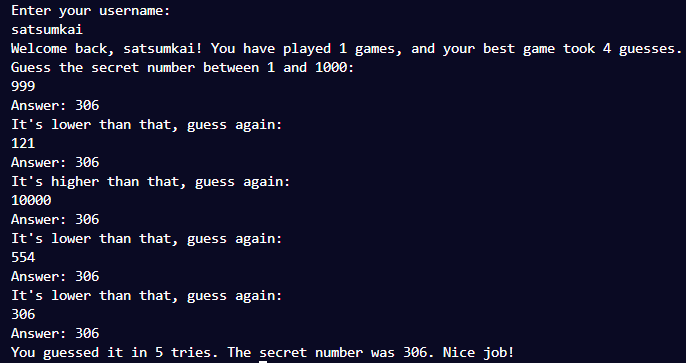 Enter your username:
satsumkai
Welcome back, satsumkai! You have played 1 games, and your best game took 4 guesses.
Guess the secret number between 1 and 1000:
999
Answer: 306
It's lower than that, guess again:
121
Answer: 306
It's higher than that, guess again:
10000
Answer: 306
It's lower than that, guess again:
554
Answer: 306
It's lower than that, guess again:
306
Answer: 306
You guessed it in 5 tries. The secret number was 306. Nice job!